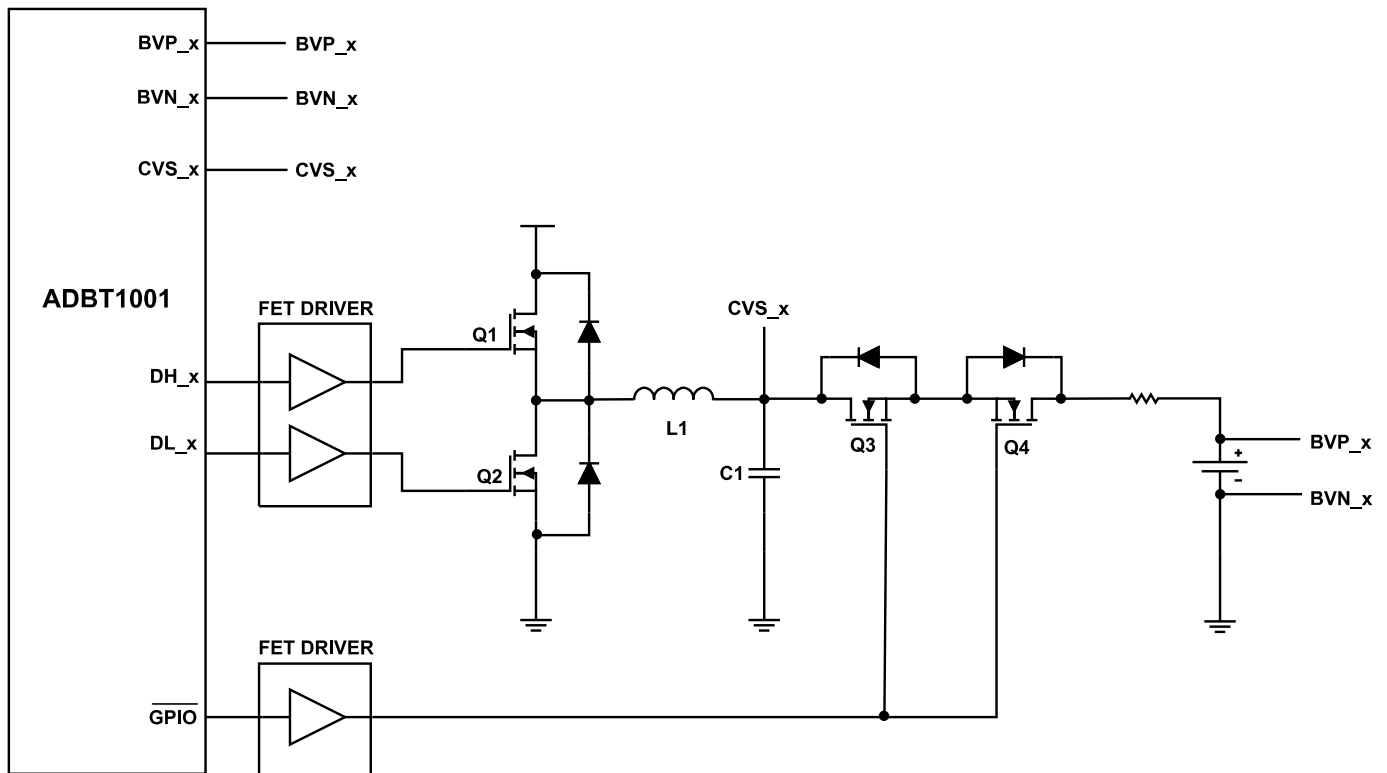 BVP_x BVP_x
BVN_x BVN_x
CVS_x CVS_x
ADBT1001
FET DRIVER
CVS_x
Q1
DH_x
L1
Q3
Q4
DL_x
Q2
C1
BVP_x
+
-
BVN_x
FET DRIVER
GPIO